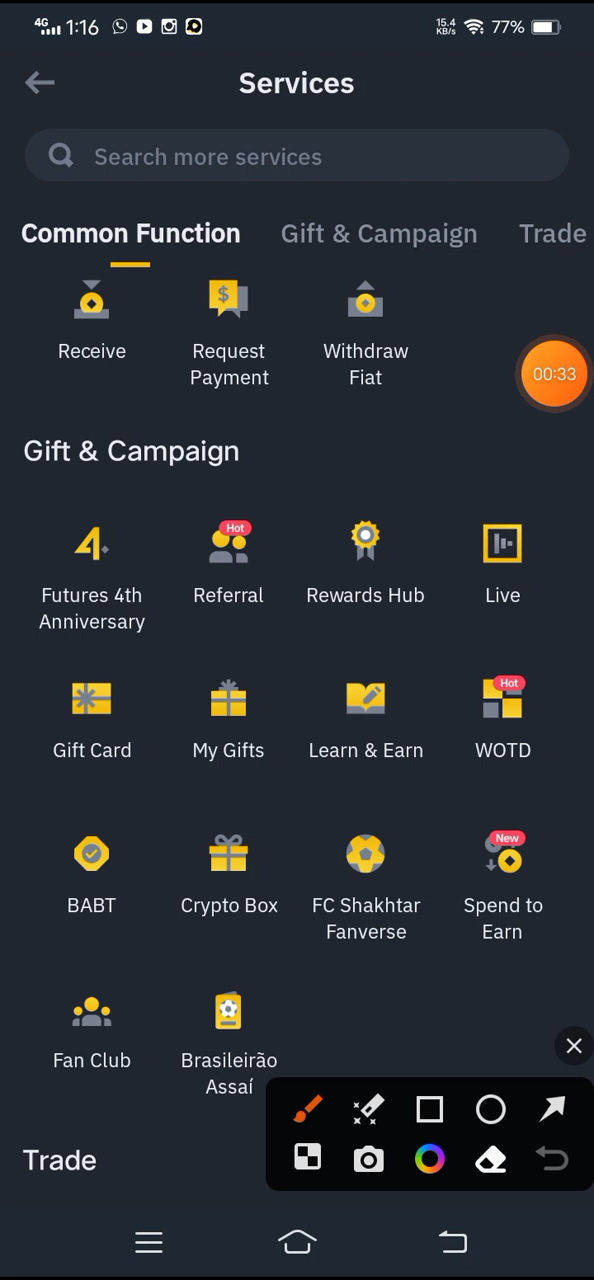 4G 1:16 15.4 KB/s 77%
Services
Search more services
Common Function Gift & Campaign Trade
$
Receive Request Withdraw
Payment Fiat
00:33
Gift & Campaign
Hot
Futures 4th Referral Rewards Hub Live
Anniversary
Hot
Gift Card My Gifts Learn & Earn WOTD
New
BABT Crypto Box FC Shakhtar Spend to
Fanverse Earn
Fan Club Brasileirão
Assaí
Trade